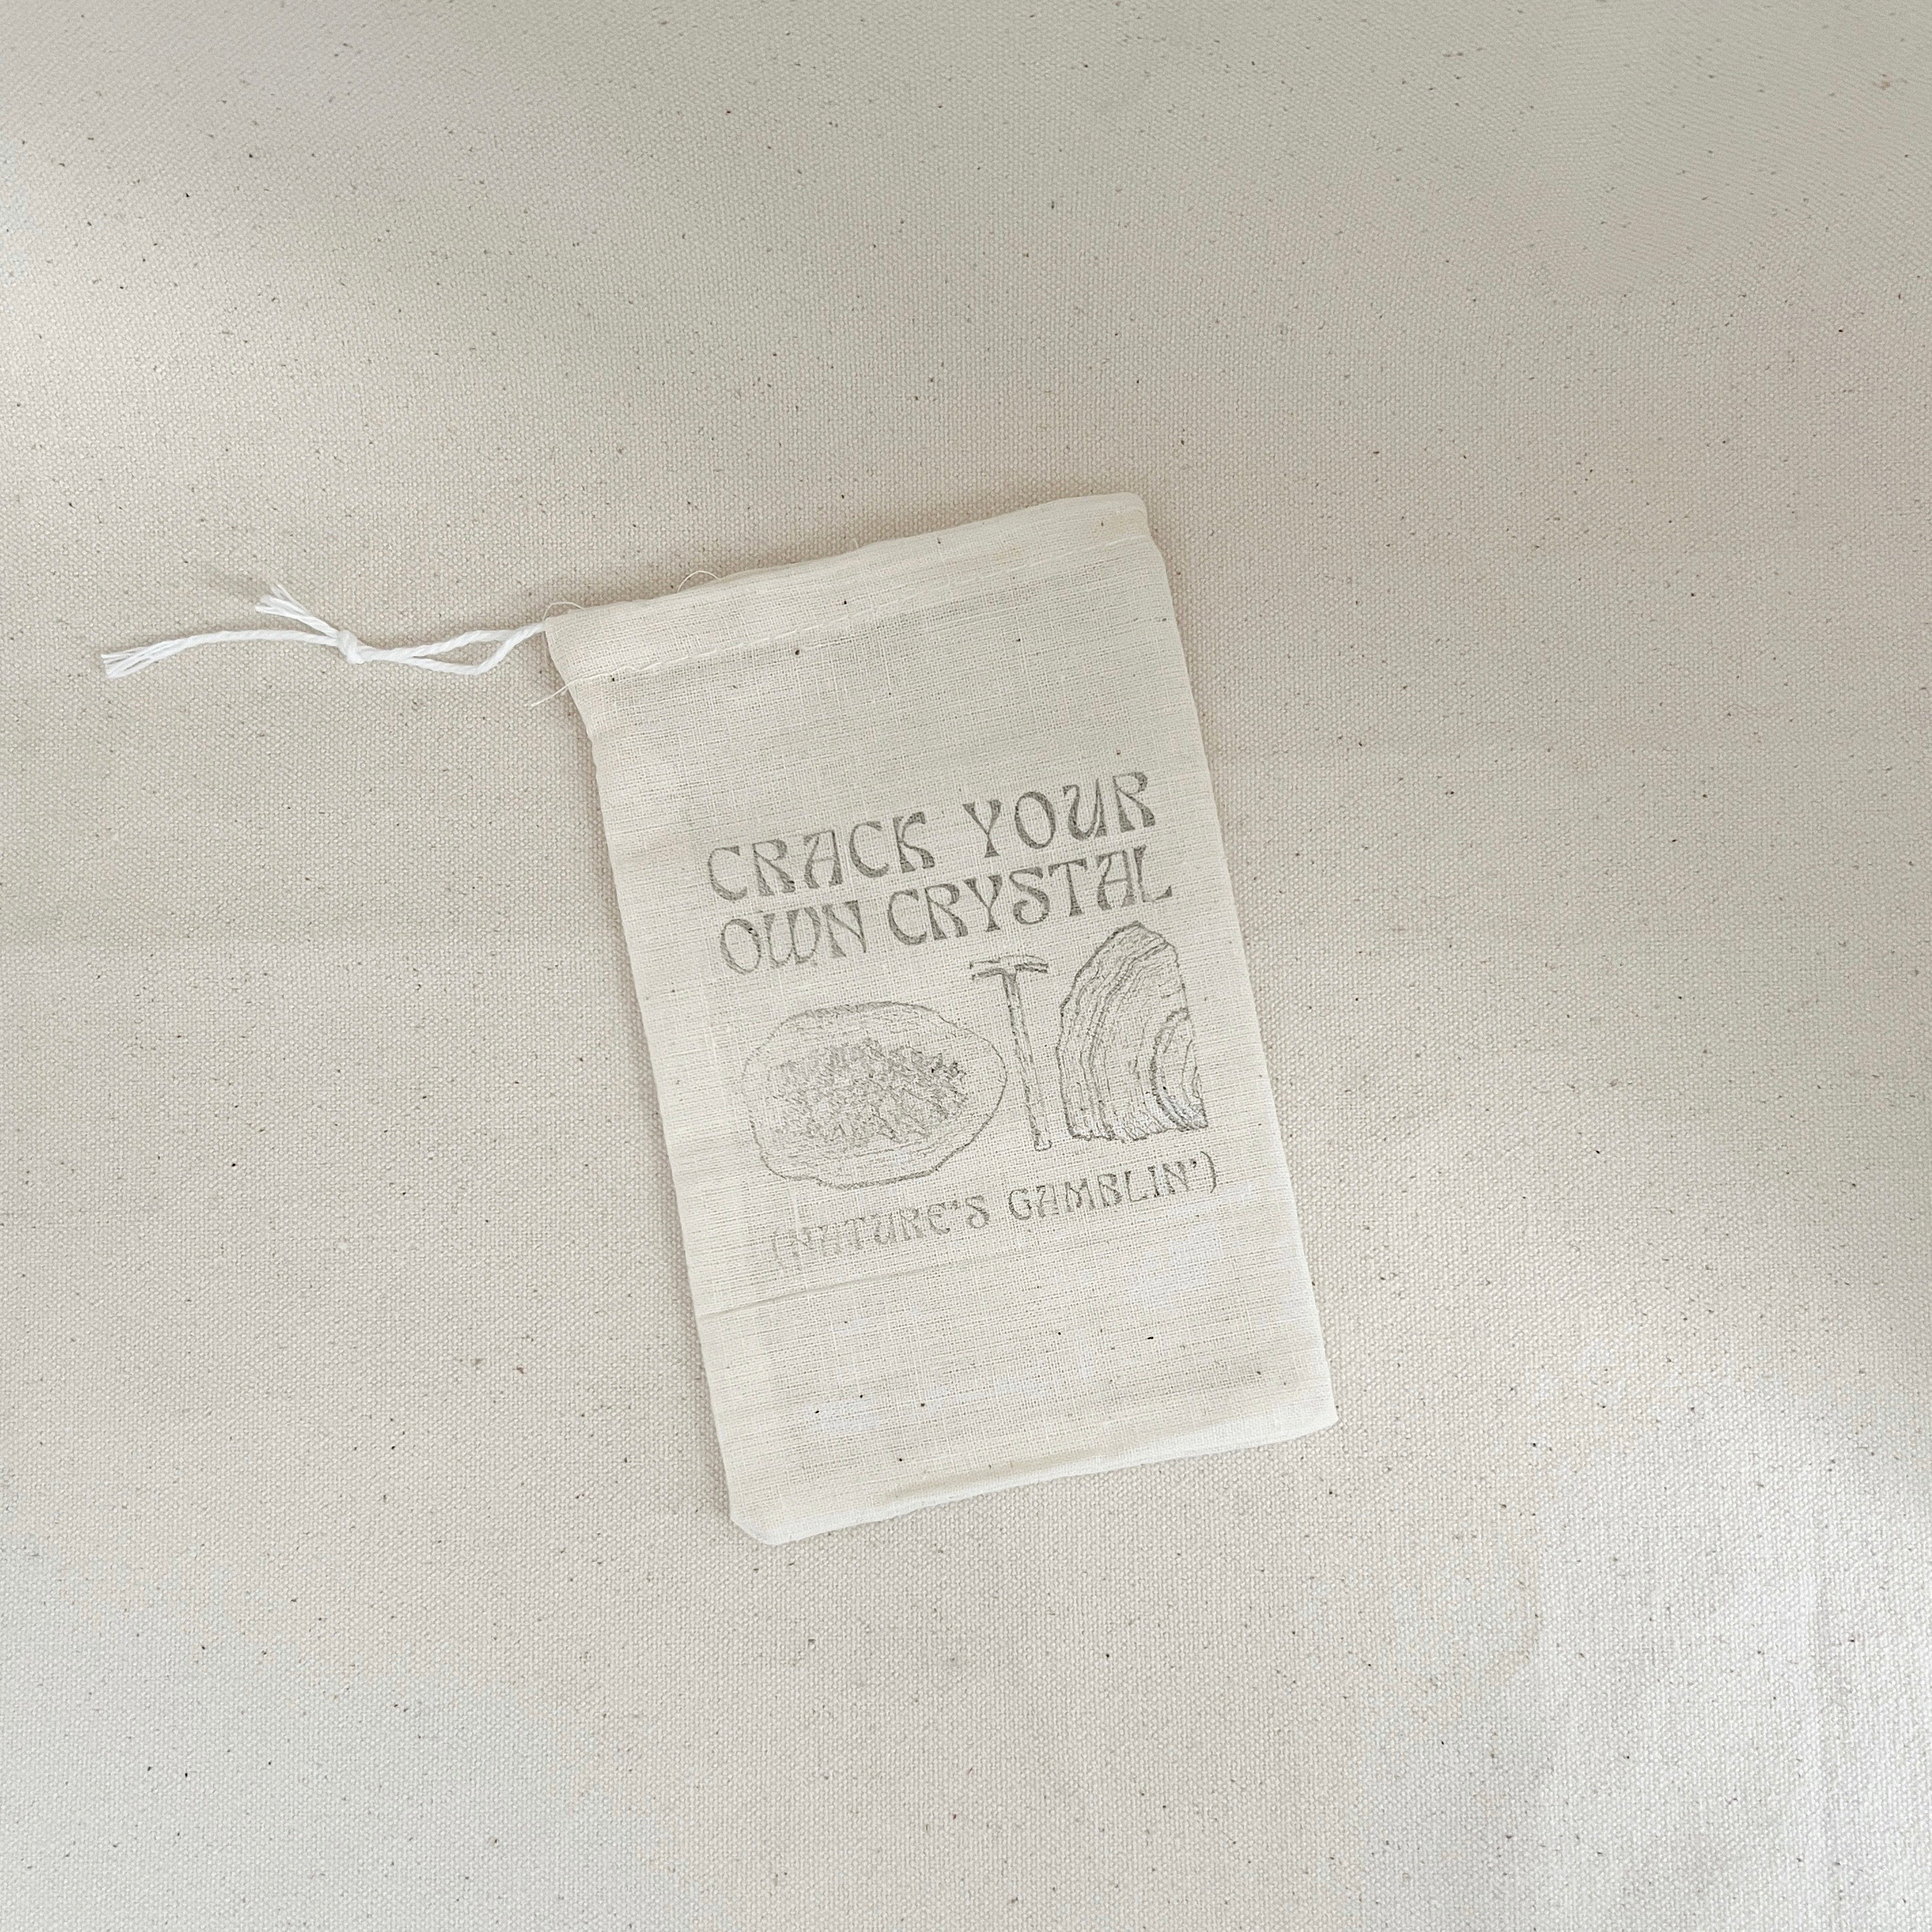 CRACK YOUR
OWN CRYSTAL
(NATURE'S GAMBLIN')